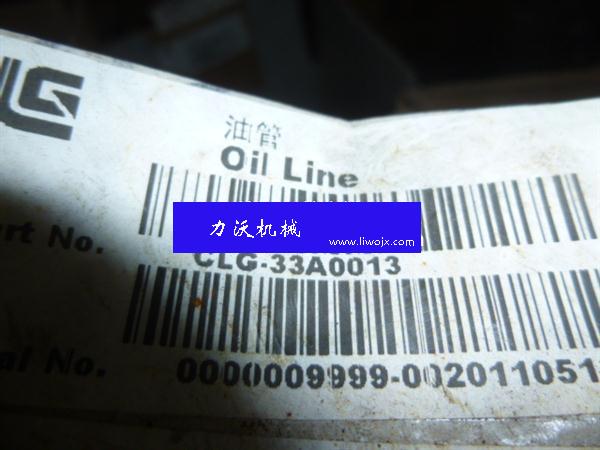 LG
油管
Oil Line
力沃机械
www.liwojx.com
rt No.
CLG-33A0013
al No.
0000009999-002011051